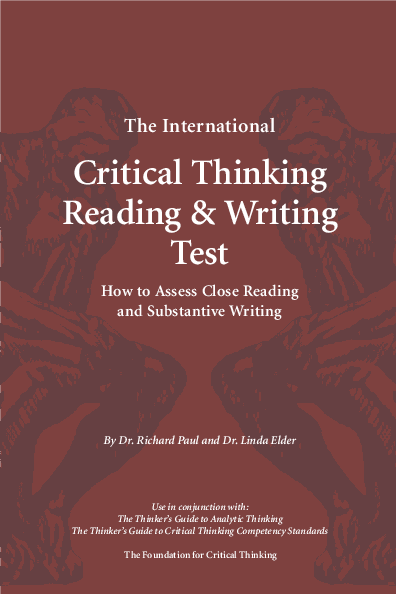 The International
Critical Thinking
Reading & Writing
Test
How to Assess Close Reading
and Substantive Writing
By Dr. Richard Paul and Dr. Linda Elder
Use in conjunction with:
The Thinker's Guide to Analytic Thinking
The Thinker's Guide to Critical Thinking Competency Standards
The Foundation for Critical Thinking